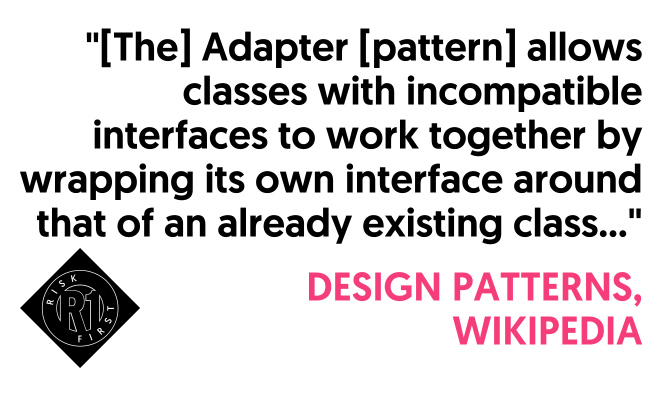 "[The] Adapter [pattern] allows
classes with incompatible
interfaces to work together by
wrapping its own interface around
that of an already existing class..."
DESIGN PATTERNS,
WIKIPEDIA
RISK
R1
FIRST